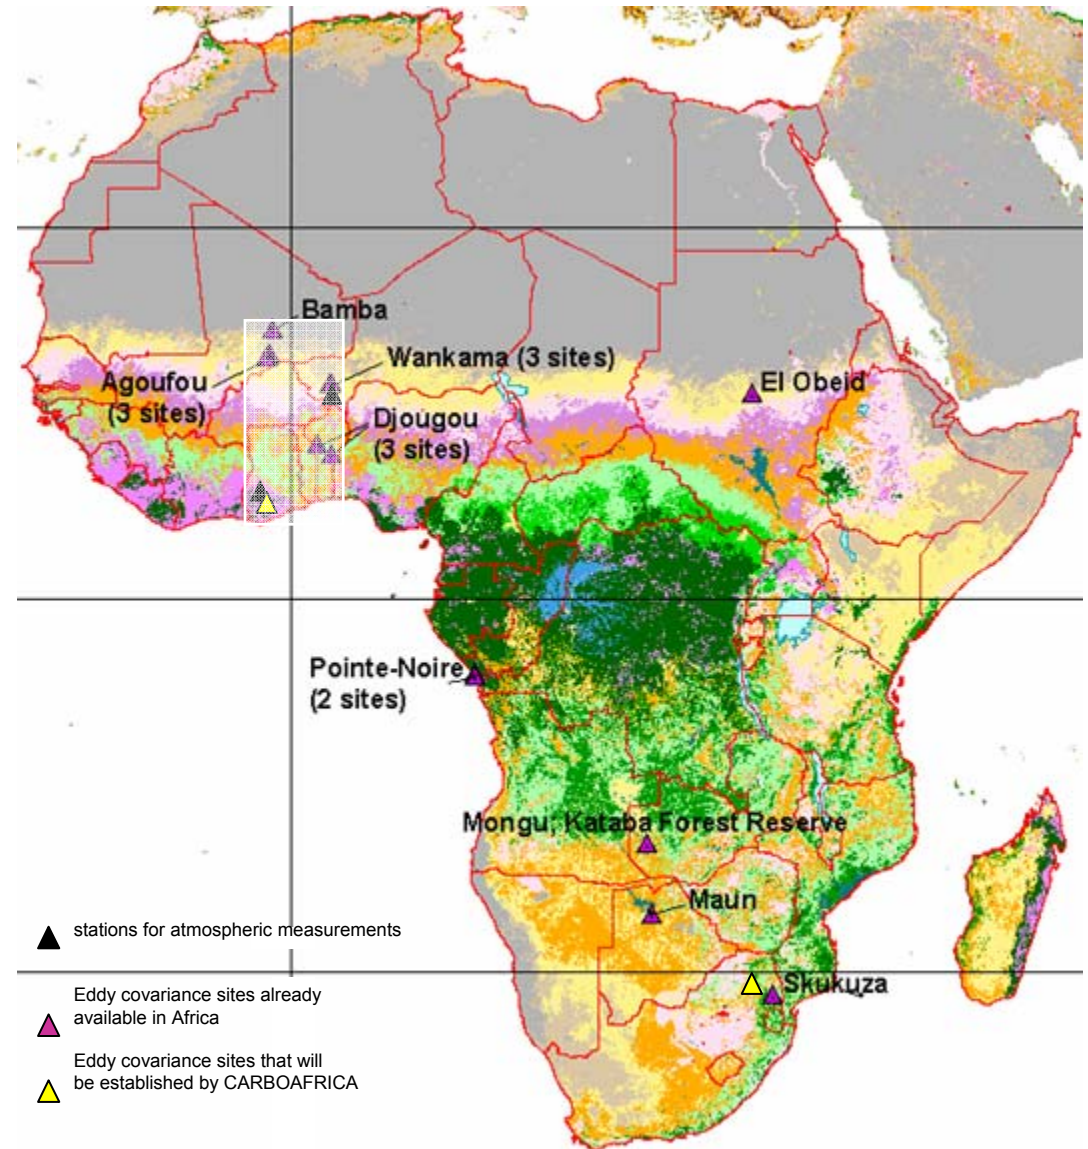 Bamba
Wankama (3 sites)
Agoufou
(3 sites)
El Obeid
Djougou
(3 sites)
Pointe-Noire
(2 sites)
Mongu; Kataba Forest Reserve
Maun
Skukuza
stations for atmospheric measurements
Eddy covariance sites already
available in Africa
Eddy covariance sites that will
be established by CARBOAFRICA